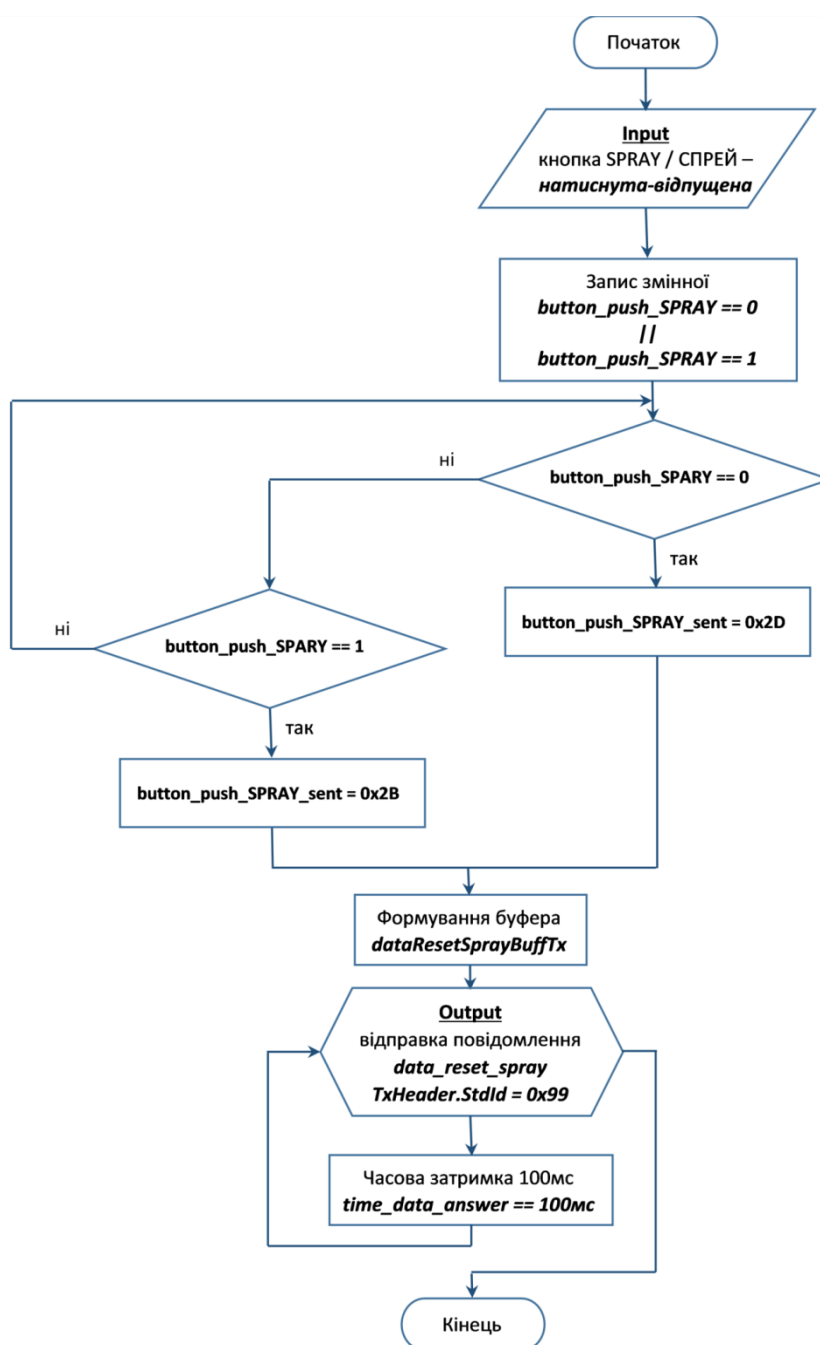 Початок
Input
кнопка SPRAY / СПРЕЙ –
натиснута-відпущена
Запис змінної
button_push_SPRAY == 0
||
button_push_SPRAY == 1
ні
button_push_SPARY == 0
так
button_push_SPRAY_sent = 0x2D
ні
button_push_SPARY == 1
так
button_push_SPRAY_sent = 0x2B
Формування буфера
dataResetSprayBuffTx
Output
відправка повідомлення
data_reset_spray
TxHeader.StdId = 0x99
Часова затримка 100мс
time_data_answer == 100мс
Кінець